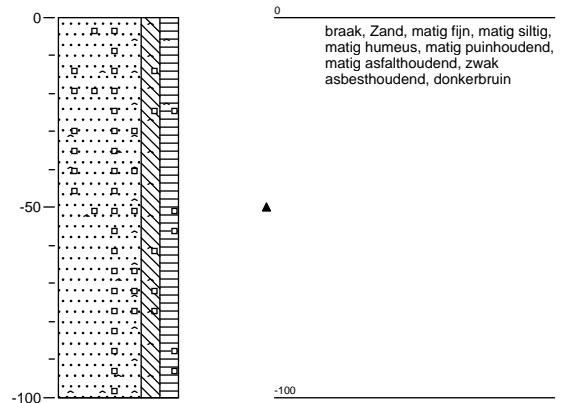 0
0
braak, Zand, matig fijn, matig siltig,
matig humeus, matig puinhoudend,
matig asfalthoudend, zwak
asbesthoudend, donkerbruin
-50
-100
-100